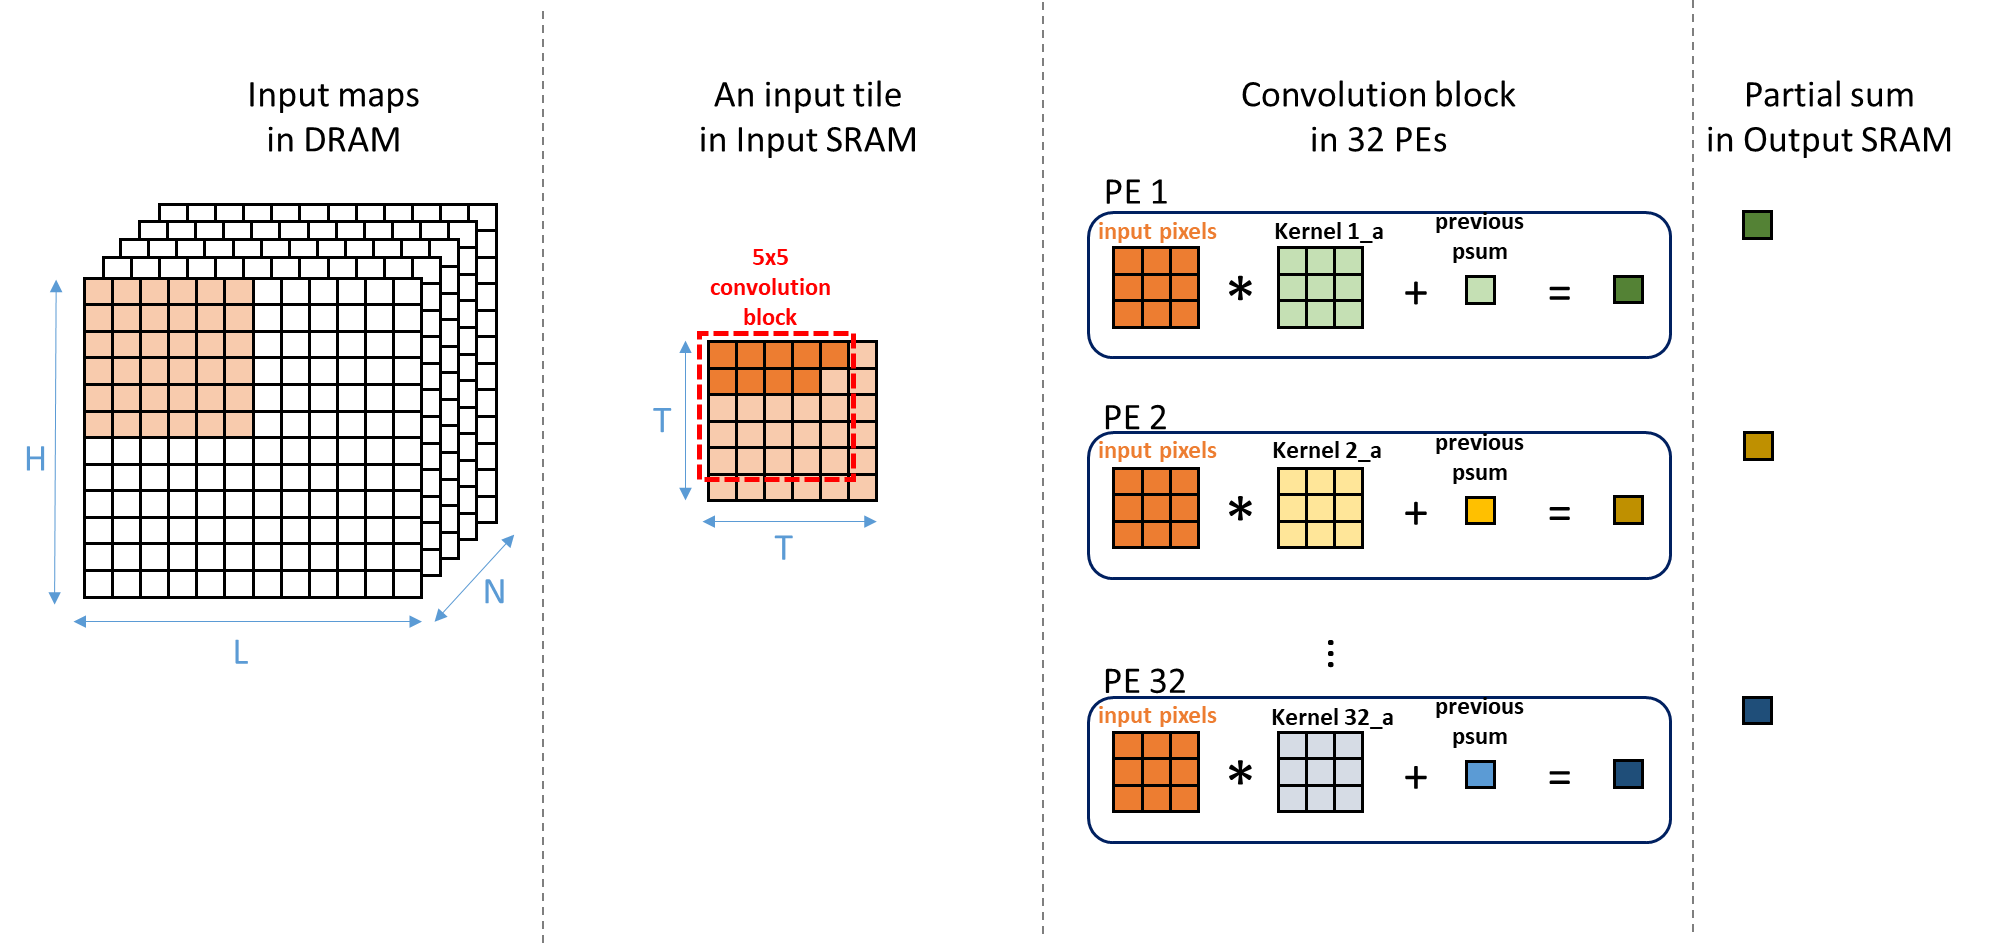 Input maps
in DRAM
An input tile
in Input SRAM
Convolution block
in 32 PEs
Partial sum
in Output SRAM
H
L
N
5x5
convolution
block
T
T
PE 1
input pixels
Kernel 1_a
previous
psum
*
+
=
PE 2
input pixels
Kernel 2_a
previous
psum
*
+
=
⋮
PE 32
input pixels
Kernel 32_a
previous
psum
*
+
=